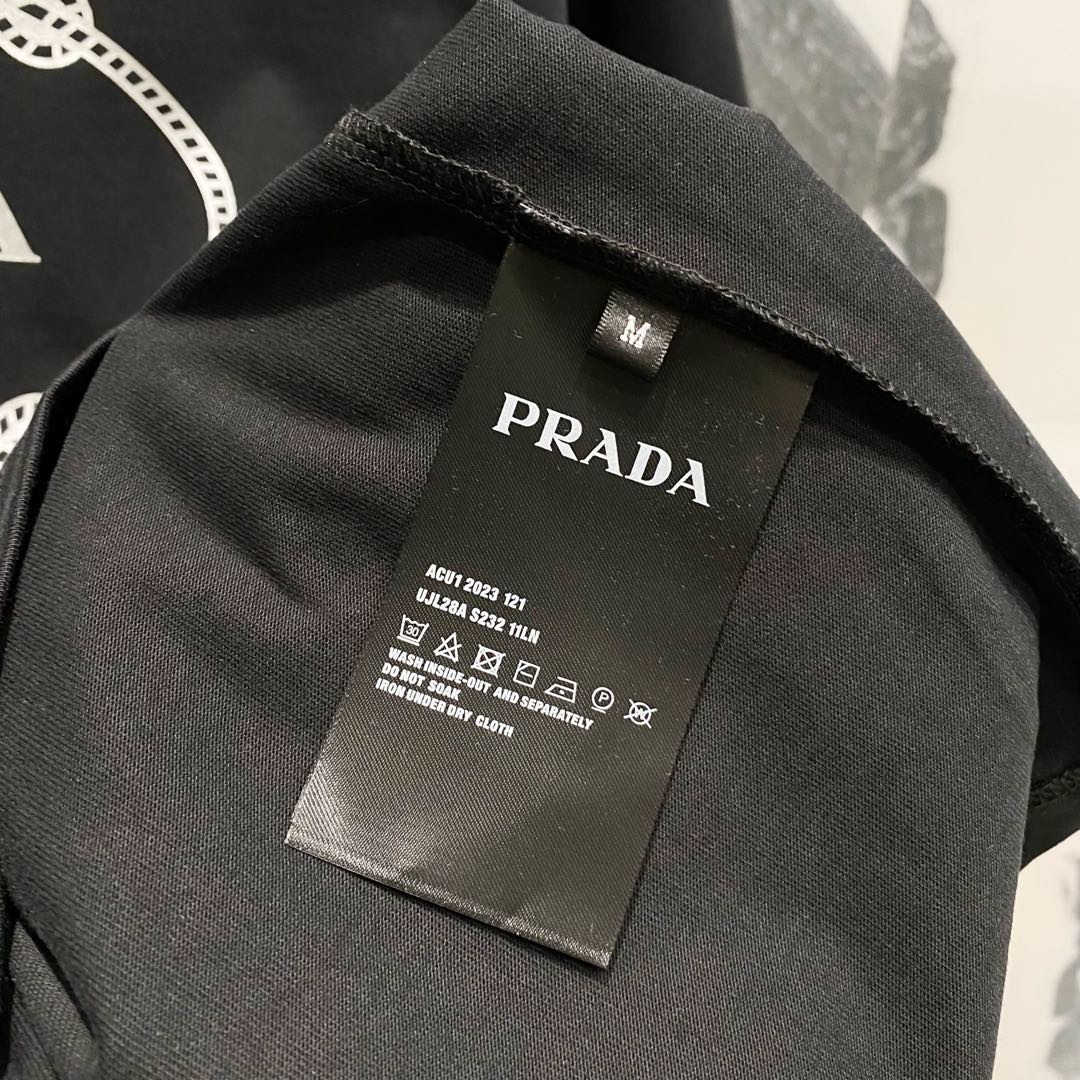 M
PRADA
ACU1 2023 121
UJL28A S232 11LN
30
P
W
WASH INSIDE-OUT AND SEPARATELY
DO NOT SOAK
IRON UNDER DRY CLOTH